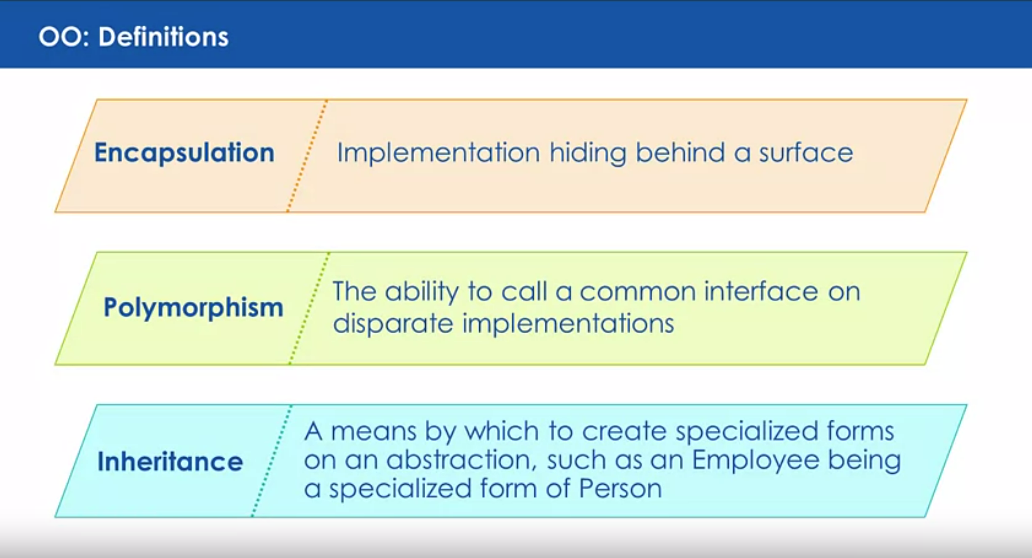 OO: Definitions
Encapsulation
Implementation hiding behind a surface
Polymorphism
The ability to call a common interface on
disparate implementations
Inheritance
A means by which to create specialized forms
on an abstraction, such as an Employee being
a specialized form of Person